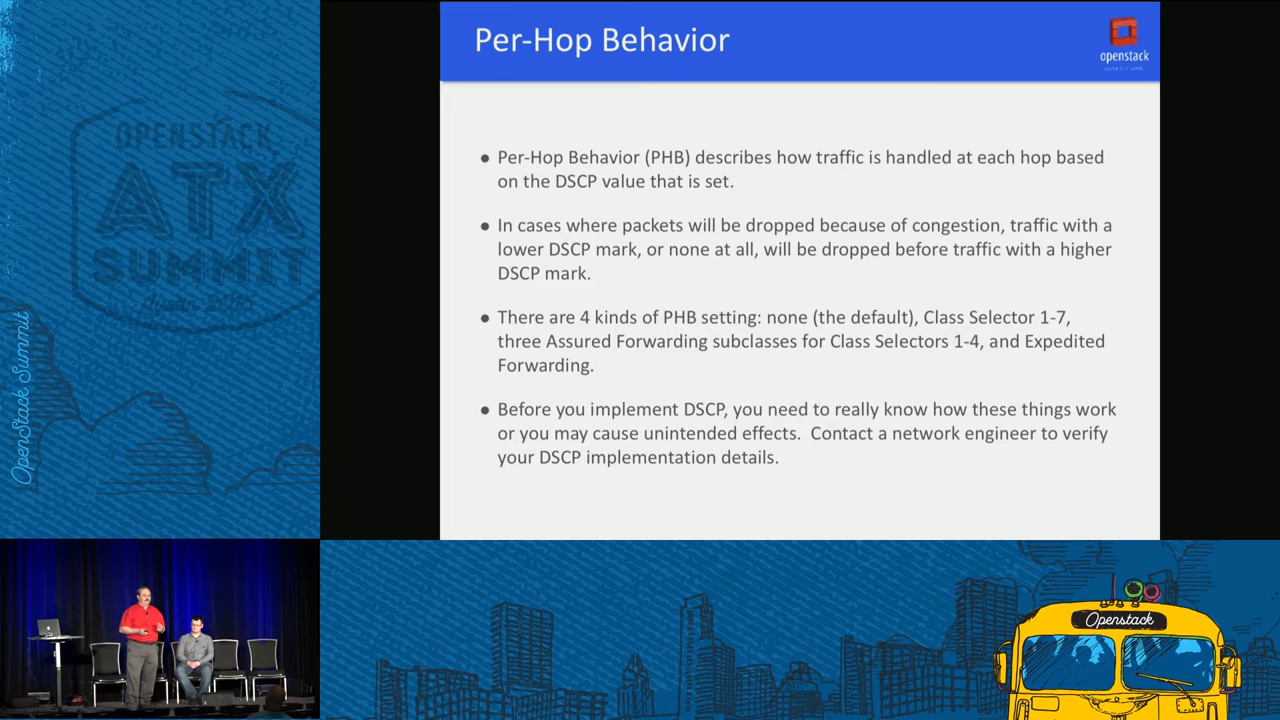 Per-Hop Behavior
openstack
● Per-Hop Behavior (PHB) describes how traffic is handled at each hop based
on the DSCP value that is set.
● In cases where packets will be dropped because of congestion, traffic with a
lower DSCP mark, or none at all, will be dropped before traffic with a higher
DSCP mark.
● There are 4 kinds of PHB setting: none (the default), Class Selector 1-7,
three Assured Forwarding subclasses for Class Selectors 1-4, and Expedited
Forwarding.
● Before you implement DSCP, you need to really know how these things work
or you may cause unintended effects.  Contact a network engineer to verify
your DSCP implementation details.
OPENSTACK
ATX
SUMMIT
Austin 2016
OpenStack Summit
Openstack